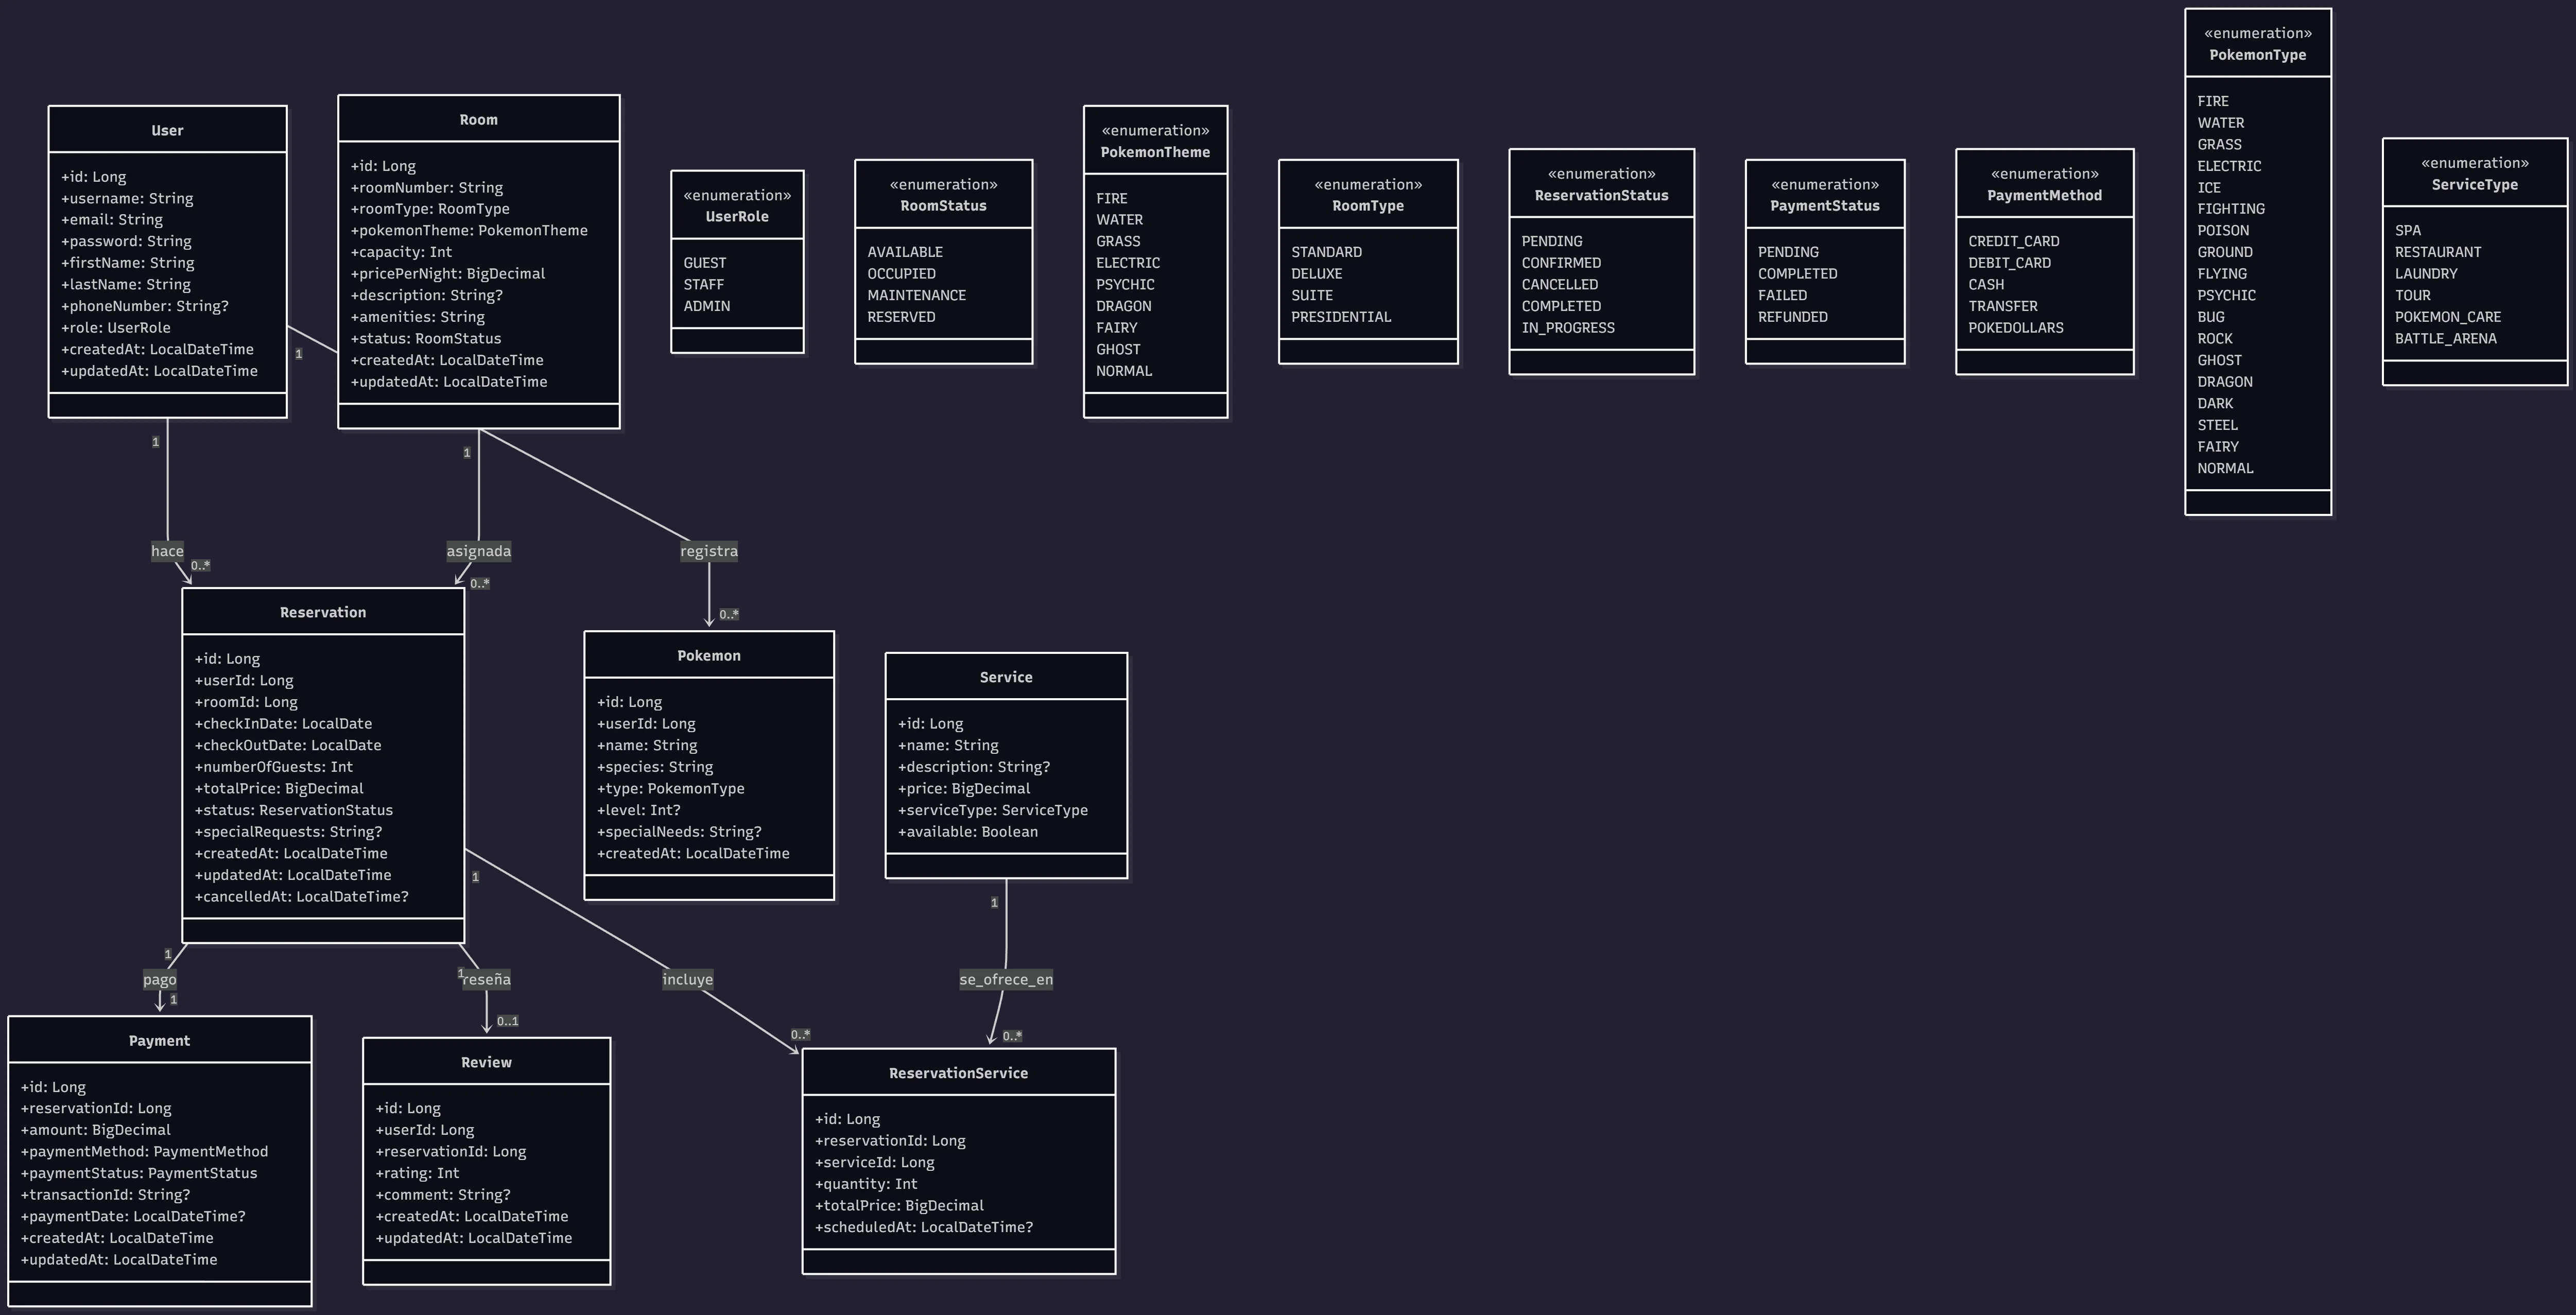 User
+id: Long
+username: String
+email: String
+password: String
+firstName: String
+lastName: String
+phoneNumber: String?
+role: UserRole
+createdAt: LocalDateTime
+updatedAt: LocalDateTime
1
Room
+id: Long
+roomNumber: String
+roomType: RoomType
+pokemonTheme: PokemonTheme
+capacity: Int
+pricePerNight: BigDecimal
+description: String?
+amenities: String
+status: RoomStatus
+createdAt: LocalDateTime
+updatedAt: LocalDateTime
«enumeration»
UserRole
GUEST
STAFF
ADMIN
«enumeration»
RoomStatus
AVAILABLE
OCCUPIED
MAINTENANCE
RESERVED
«enumeration»
PokemonTheme
FIRE
WATER
GRASS
ELECTRIC
PSYCHIC
DRAGON
FAIRY
GHOST
NORMAL
«enumeration»
RoomType
STANDARD
DELUXE
SUITE
PRESIDENTIAL
«enumeration»
ReservationStatus
PENDING
CONFIRMED
CANCELLED
COMPLETED
IN_PROGRESS
«enumeration»
PaymentStatus
PENDING
COMPLETED
FAILED
REFUNDED
«enumeration»
PaymentMethod
CREDIT_CARD
DEBIT_CARD
CASH
TRANSFER
POKEDOLLARS
«enumeration»
PokemonType
FIRE
WATER
GRASS
ELECTRIC
ICE
FIGHTING
POISON
GROUND
FLYING
PSYCHIC
BUG
ROCK
GHOST
DRAGON
DARK
STEEL
FAIRY
NORMAL
«enumeration»
ServiceType
SPA
RESTAURANT
LAUNDRY
TOUR
POKEMON_CARE
BATTLE_ARENA
1
hace
0..*
1
asignada
0..*
registra
0..*
Reservation
+id: Long
+userId: Long
+roomId: Long
+checkInDate: LocalDate
+checkOutDate: LocalDate
+numberOfGuests: Int
+totalPrice: BigDecimal
+status: ReservationStatus
+specialRequests: String?
+createdAt: LocalDateTime
+updatedAt: LocalDateTime
+cancelledAt: LocalDateTime?
Pokemon
+id: Long
+userId: Long
+name: String
+species: String
+type: PokemonType
+level: Int?
+specialNeeds: String?
+createdAt: LocalDateTime
Service
+id: Long
+name: String
+description: String?
+price: BigDecimal
+serviceType: ServiceType
+available: Boolean
1
pago
1
1
reseña
0..1
1
incluye
0..*
1
se_ofrece_en
0..*
Payment
+id: Long
+reservationId: Long
+amount: BigDecimal
+paymentMethod: PaymentMethod
+paymentStatus: PaymentStatus
+transactionId: String?
+paymentDate: LocalDateTime?
+createdAt: LocalDateTime
+updatedAt: LocalDateTime
Review
+id: Long
+userId: Long
+reservationId: Long
+rating: Int
+comment: String?
+createdAt: LocalDateTime
+updatedAt: LocalDateTime
ReservationService
+id: Long
+reservationId: Long
+serviceId: Long
+quantity: Int
+totalPrice: BigDecimal
+scheduledAt: LocalDateTime?